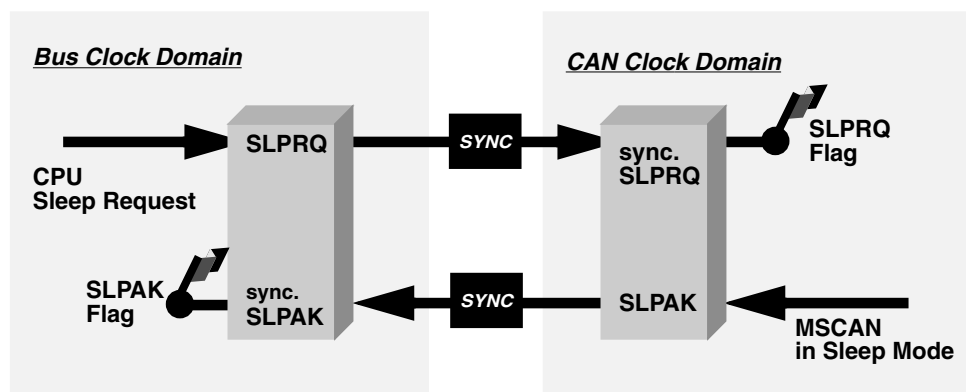 Bus Clock Domain
CAN Clock Domain
SLPRQ
SYNC
sync.
SLPRQ
SLPRQ
Flag
CPU
Sleep Request
SLPAK
Flag
sync.
SLPAK
SYNC
SLPAK
MSCAN
in Sleep Mode